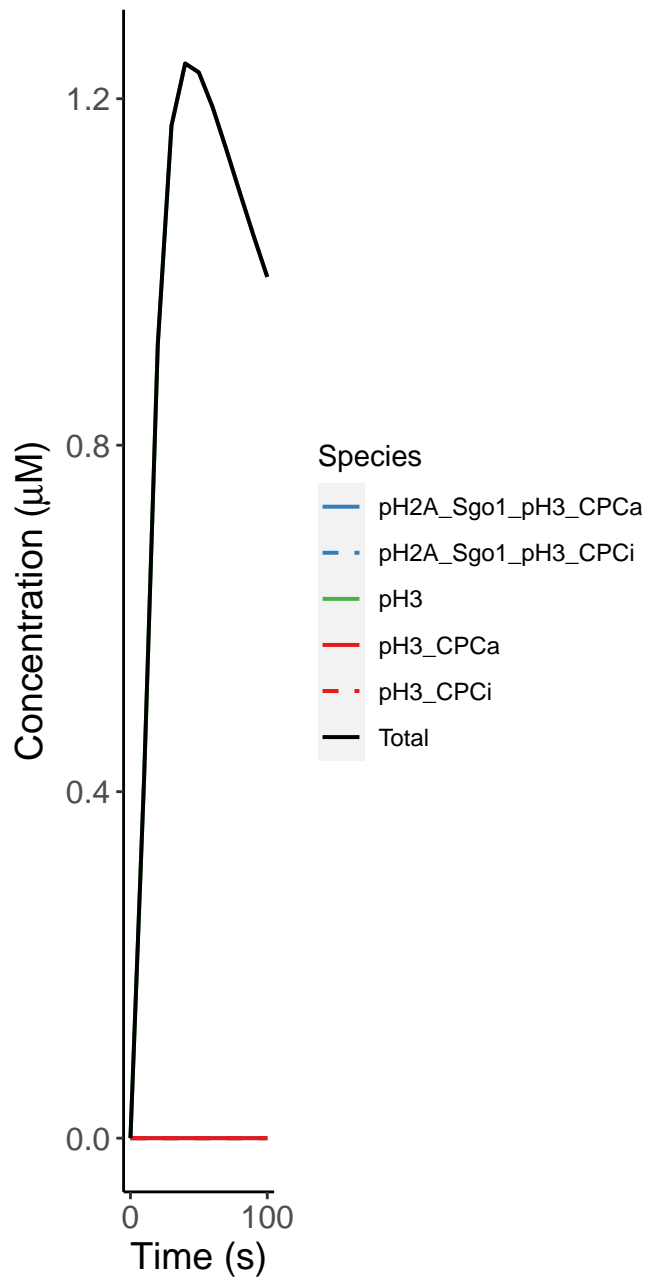 1.2
0.8
0.4
0.0
Concentration (μM)
0
100
Time (s)
Species
pH2A_Sgo1_pH3_CPCa
pH2A_Sgo1_pH3_CPCi
pH3
pH3_CPCa
pH3_CPCi
Total